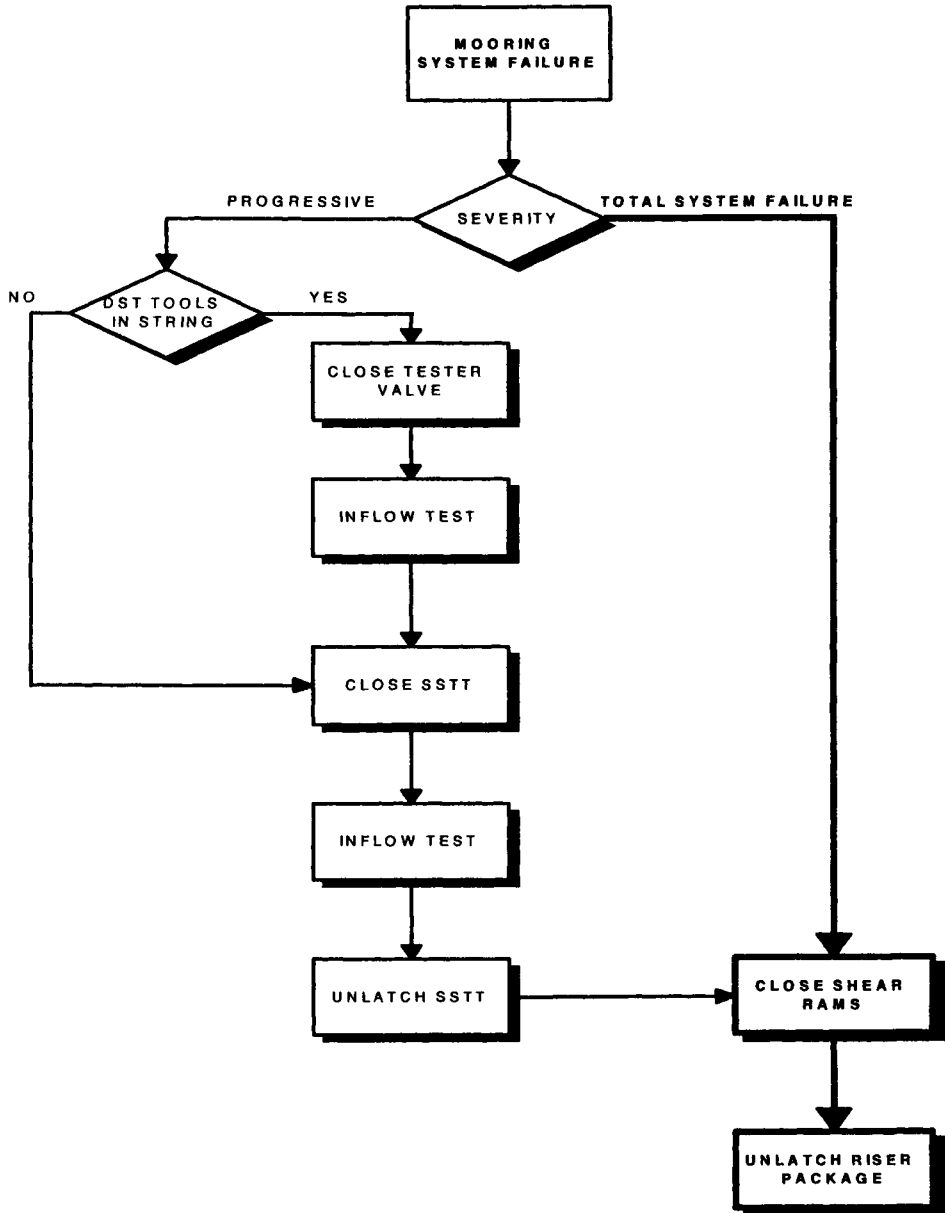 MOORING
SYSTEM FAILURE
PROGRESSIVE
SEVERITY
TOTAL SYSTEM FAILURE
NO
DST TOOLS
IN STRING
YES
CLOSE TESTER
VALVE
INFLOW TEST
CLOSE SSTT
INFLOW TEST
UNLATCH SSTT
CLOSE SHEAR
RAMS
UNLATCH RISER
PACKAGE